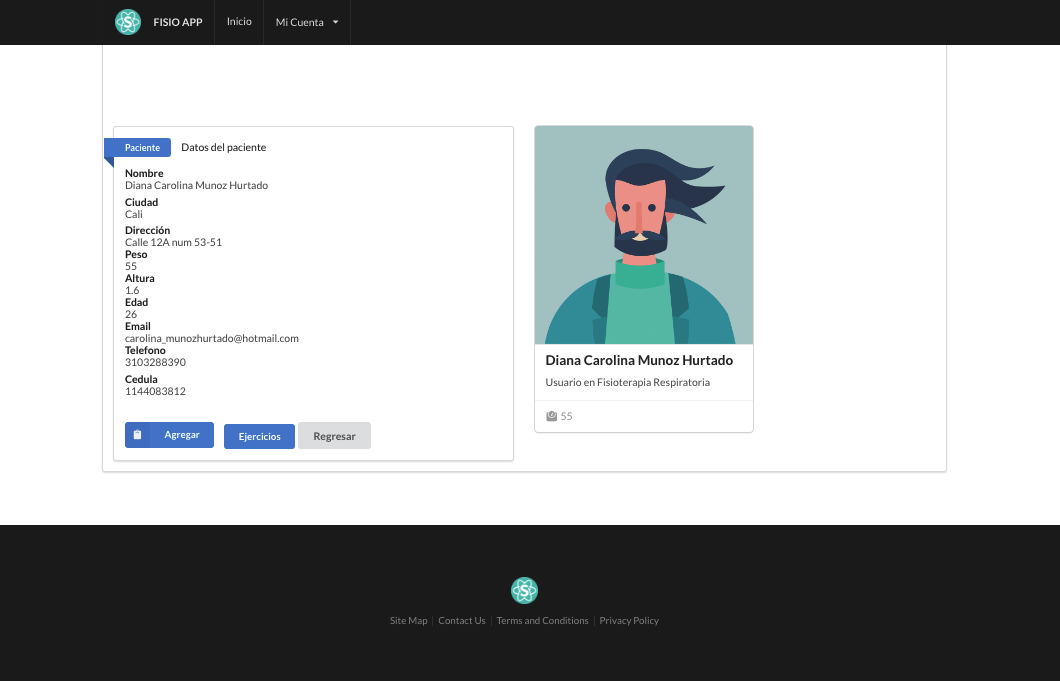 FISIO APP
Inicio
Mi Cuenta
Paciente
Datos del paciente
Nombre
Diana Carolina Munoz Hurtado
Ciudad
Cali
Dirección
Calle 12A num 53-51
Peso
55
Altura
1.6
Edad
26
Email
carolina_munozhurtado@hotmail.com
Telefono
3103288390
Cedula
1144083812
Agregar
Ejercicios
Regresar
Diana Carolina Munoz Hurtado
Usuario en Fisioterapia Respiratoria
55
Site Map
Contact Us
Terms and Conditions
Privacy Policy